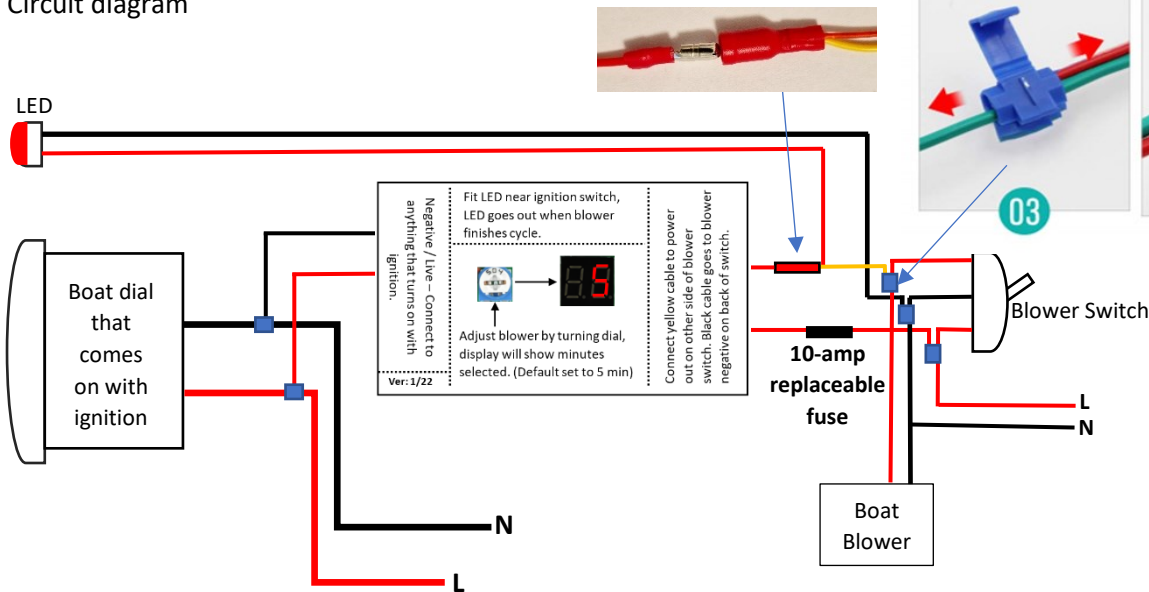 Circuit diagram
LED
03
Negative / Live – Connect to
anything that turns on with
ignition.
Ver: 1/22
Fit LED near ignition switch,
LED goes out when blower
finishes cycle.
5
Adjust blower by turning dial,
display will show minutes
selected. (Default set to 5 min)
Connect yellow cable to power
out on other side of blower
switch. Black cable goes to blower
negative on back of switch.
Boat dial
that
comes
on with
ignition
Blower Switch
10-amp
replaceable
fuse
L
N
Boat
Blower
N
L